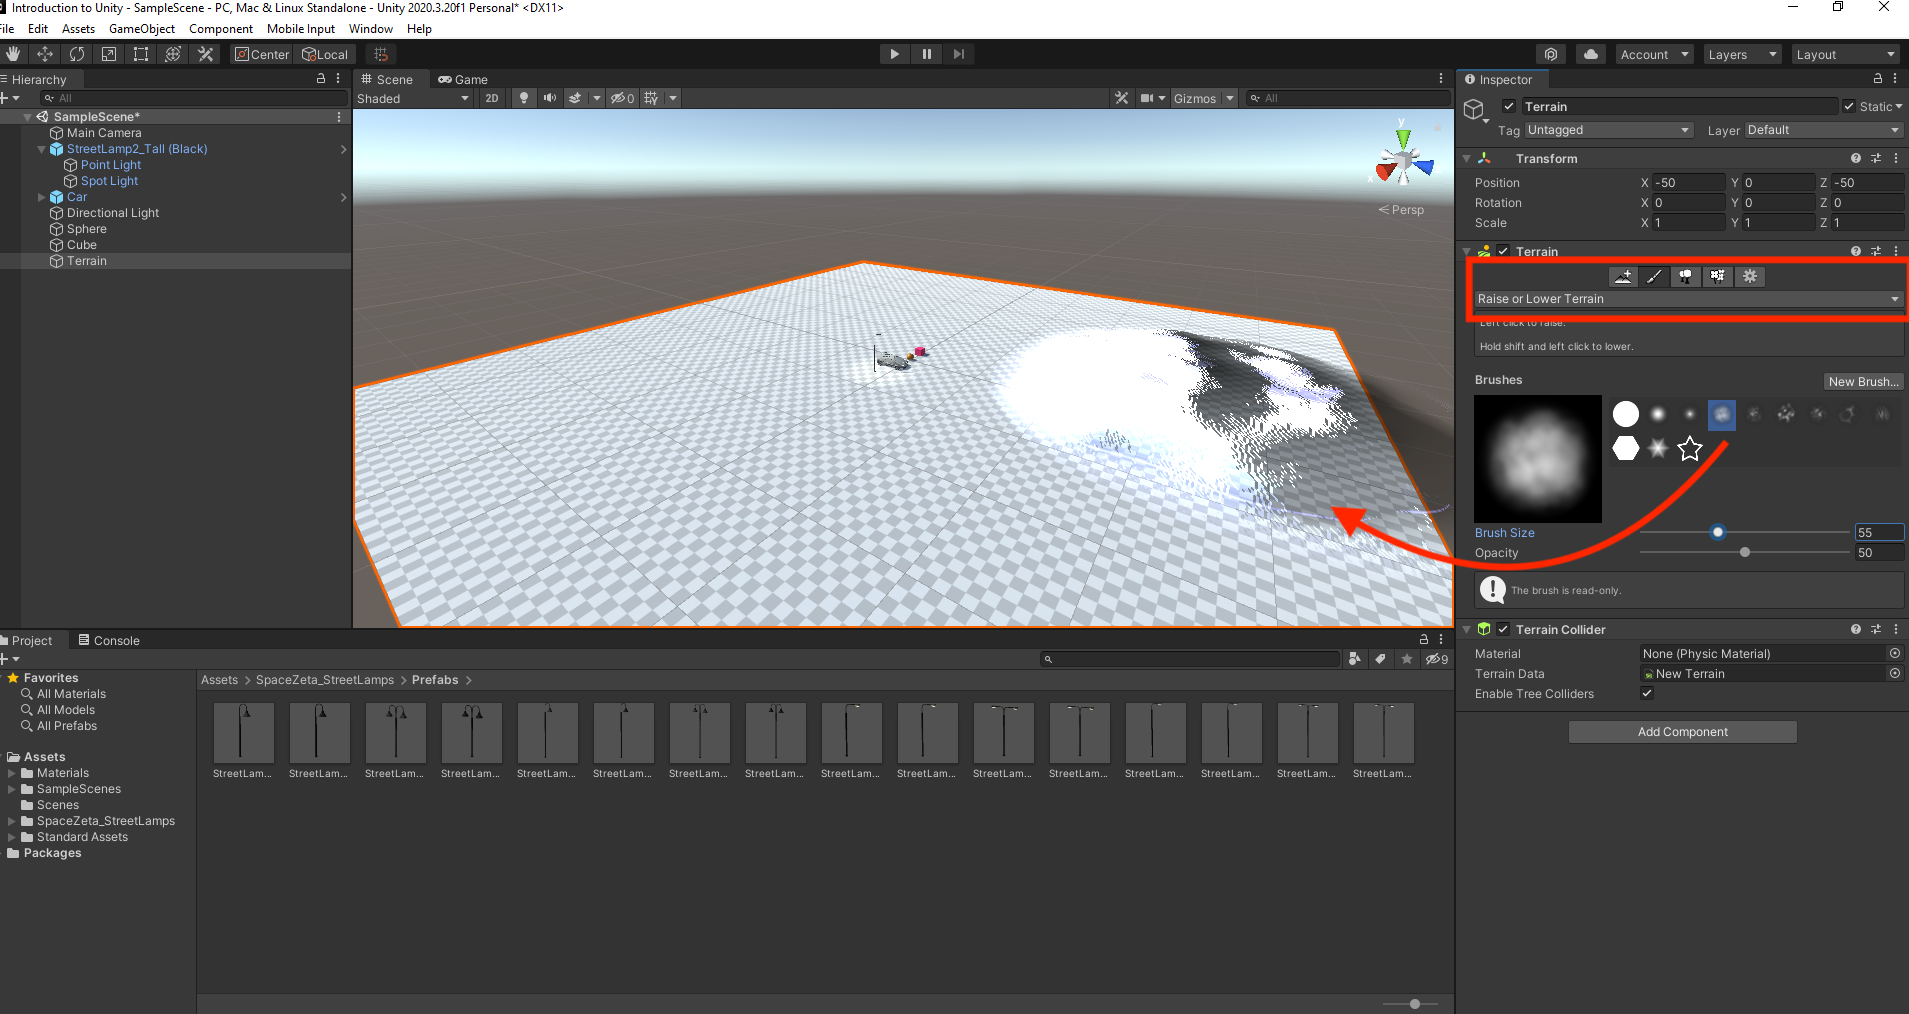 Introduction to Unity - SampleScene - PC, Mac & Linux Standalone - Unity 2020.3.20f1 Personal* <DX11>
File Edit Assets GameObject Component Mobile Input Window Help
Center Local
Account Layers Layout
Hierarchy
All
SampleScene*
Main Camera
StreetLamp2_Tall (Black)
Point Light
Spot Light
Car
Directional Light
Sphere
Cube
Terrain
Scene Game
Shaded 2D 0 Gizmos All
y
x
Persp
Inspector
Terrain Static
Tag Untagged Layer Default
Transform
Position X -50 Y 0 Z -50
Rotation X 0 Y 0 Z 0
Scale X 1 Y 1 Z 1
Terrain
Raise or Lower Terrain
Left click to raise.
Hold shift and left click to lower.
Brushes New Brush...
Brush Size 55
Opacity 50
The brush is read-only.
Terrain Collider
Material None (Physic Material)
Terrain Data New Terrain
Enable Tree Colliders
Add Component
Project Console
9
Favorites
All Materials
All Models
All Prefabs
Assets
Materials
SampleScenes
Scenes
SpaceZeta_StreetLamps
Standard Assets
Packages
Assets > SpaceZeta_StreetLamps > Prefabs >
StreetLam... StreetLam... StreetLam... StreetLam... StreetLam... StreetLam... StreetLam... StreetLam... StreetLam... StreetLam... StreetLam... StreetLam... StreetLam... StreetLam... StreetLam... StreetLam...